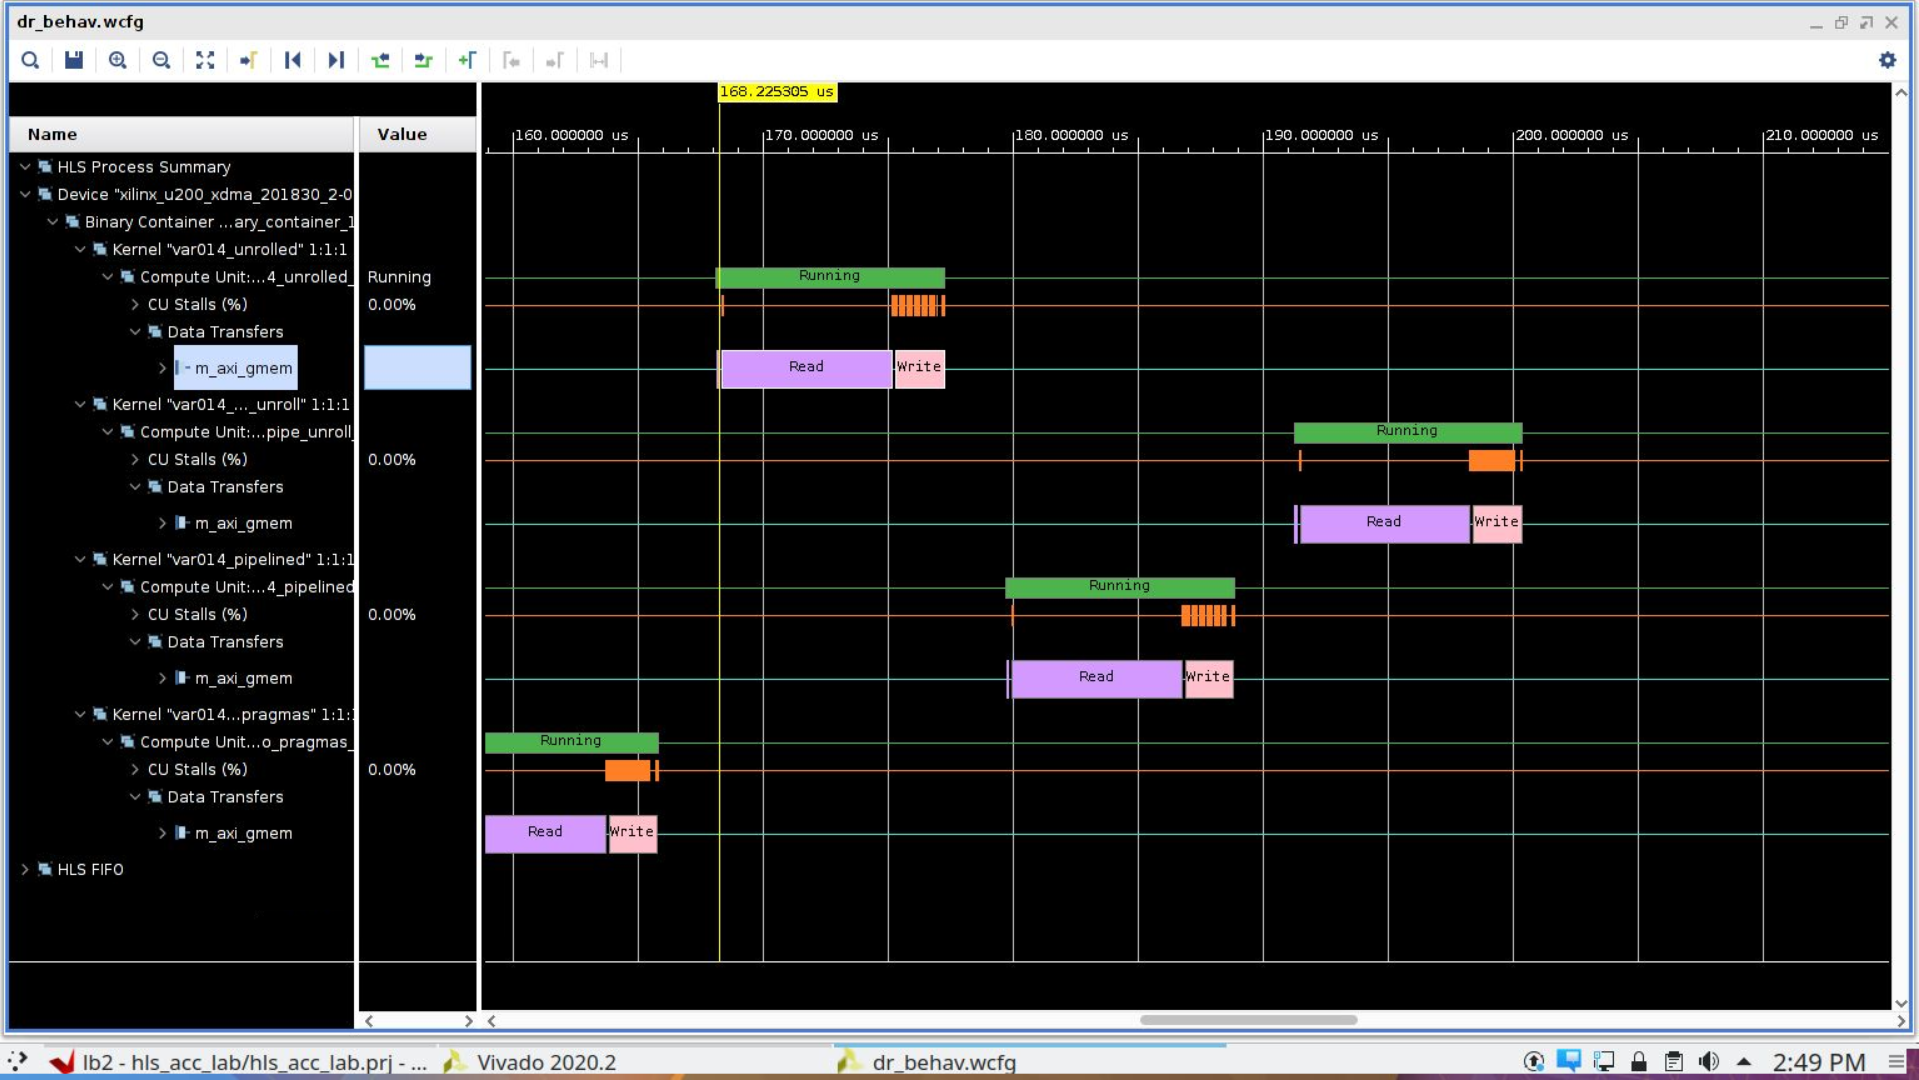 dr_behav.wcfg
168.225305 us
Name
Value
160.000000 us
170.000000 us
180.000000 us
190.000000 us
200.000000 us
210.000000 us
HLS Process Summary
Device "xilinx_u200_xdma_201830_2-0
Binary Container ...ary_container_1
Kernel "var014_unrolled" 1:1:1
Compute Unit:...4_unrolled_
Running
Running
CU Stalls (%)
0.00%
Data Transfers
m_axi_gmem
Read
Write
Kernel "var014_..._unroll" 1:1:1
Compute Unit:...pipe_unroll_
Running
CU Stalls (%)
0.00%
Data Transfers
m_axi_gmem
Read
Write
Kernel "var014_pipelined" 1:1:1
Compute Unit:...4_pipelined
Running
CU Stalls (%)
0.00%
Data Transfers
m_axi_gmem
Read
Write
Kernel "var014...pragmas" 1:1:1
Compute Unit...o_pragmas_
Running
CU Stalls (%)
0.00%
Data Transfers
m_axi_gmem
Read
Write
HLS FIFO
lb2 - hls_acc_lab/hls_acc_lab.prj - ...
Vivado 2020.2
dr_behav.wcfg
2:49 PM